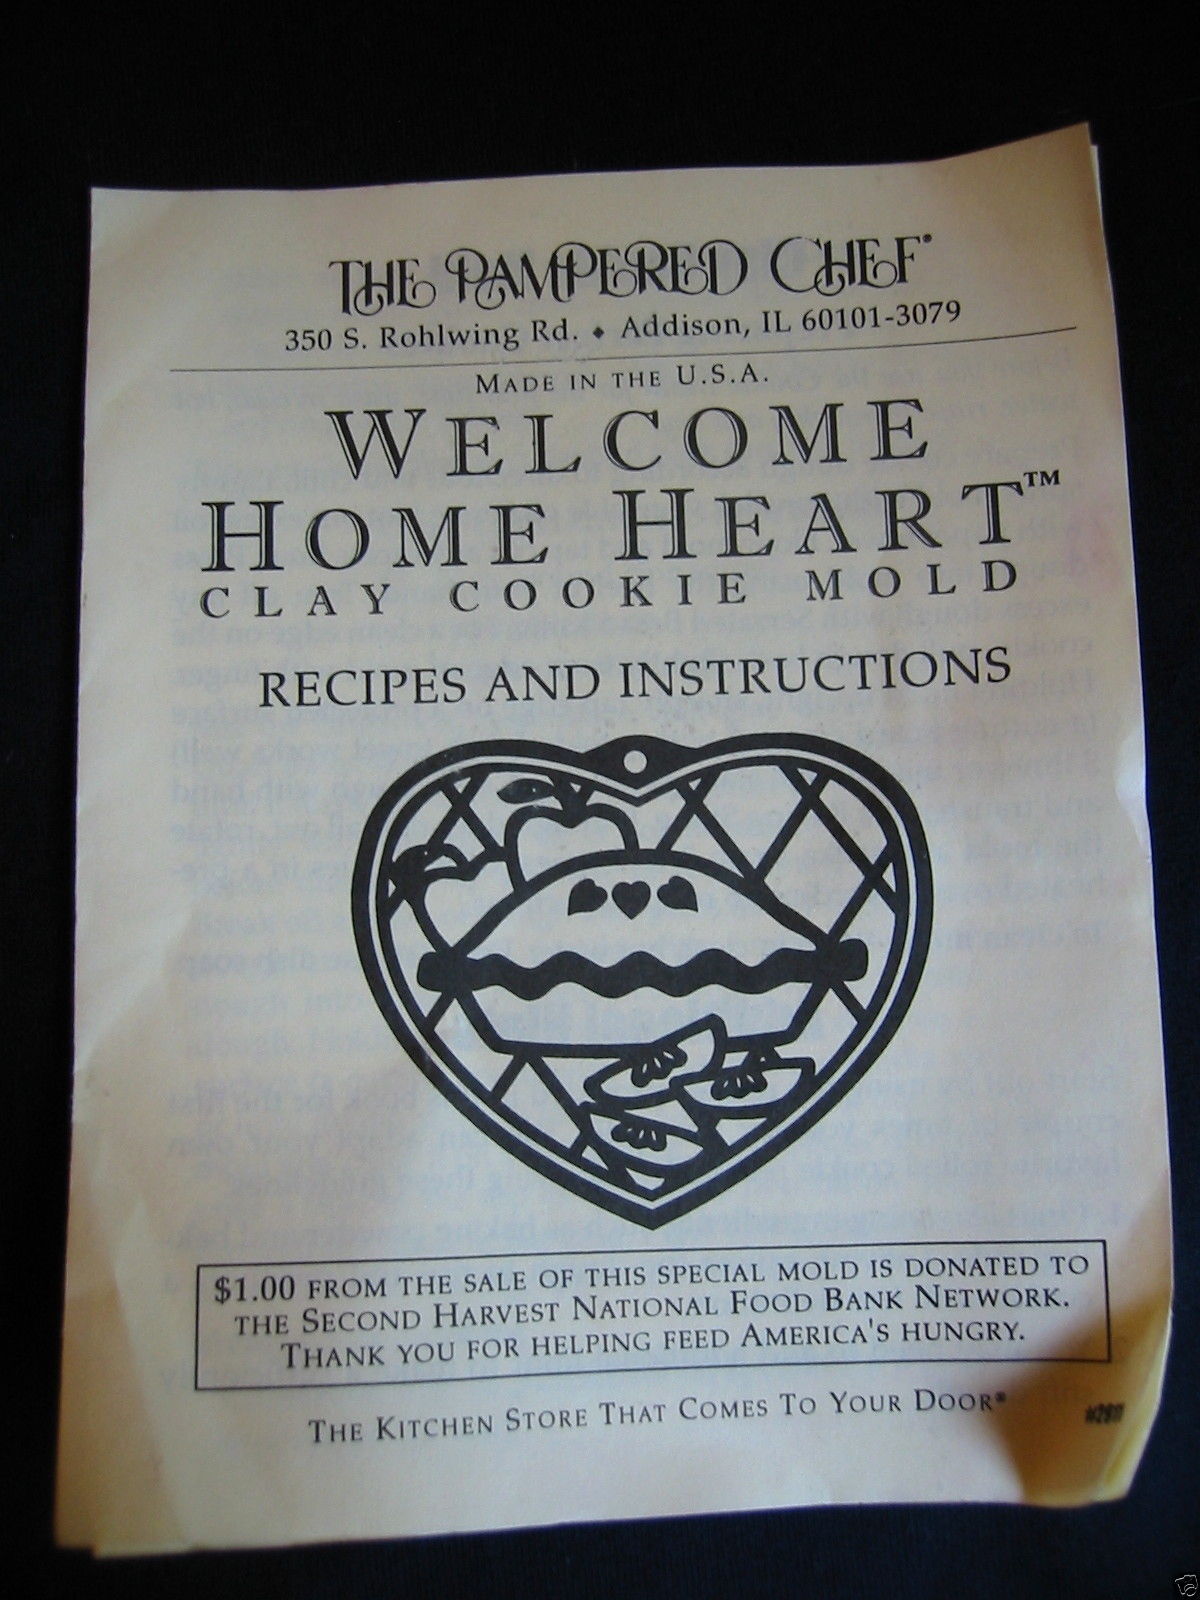 THE PAMPERED CHEF®
350 S. Rohlwing Rd. ◆ Addison, IL 60101-3079
MADE IN THE U.S.A.
WELCOME
HOME HEART™
CLAY COOKIE MOLD
RECIPES AND INSTRUCTIONS
$1.00 FROM THE SALE OF THIS SPECIAL MOLD IS DONATED TO
THE SECOND HARVEST NATIONAL FOOD BANK NETWORK.
THANK YOU FOR HELPING FEED AMERICA'S HUNGRY.
THE KITCHEN STORE THAT COMES TO YOUR DOOR®